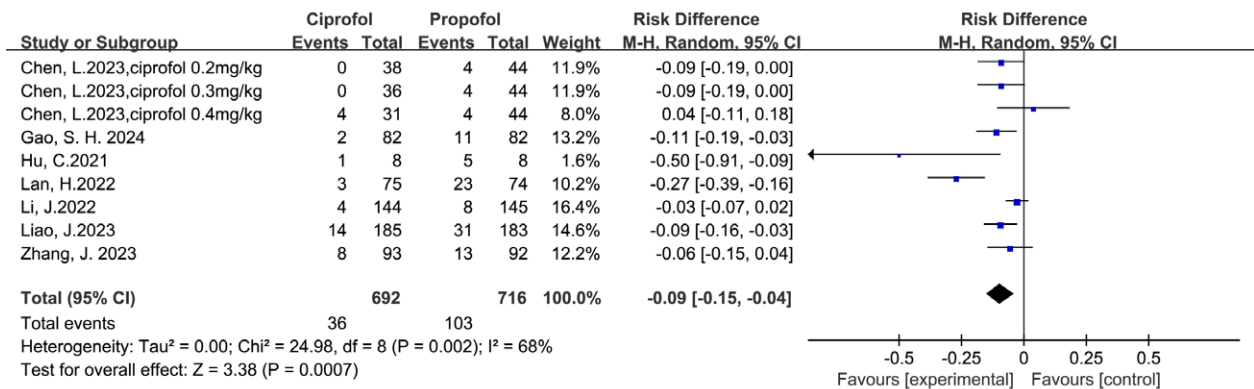 Ciprofol Propofol Risk Difference Risk Difference
Study or Subgroup Events Total Events Total Weight M-H, Random, 95% CI M-H, Random, 95% CI
Chen, L.2023,ciprofol 0.2mg/kg 0 38 4 44 11.9% -0.09 [-0.19, 0.00]
Chen, L.2023,ciprofol 0.3mg/kg 0 36 4 44 11.9% -0.09 [-0.19, 0.00]
Chen, L.2023,ciprofol 0.4mg/kg 4 31 4 44 8.0% 0.04 [-0.11, 0.18]
Gao, S. H. 2024 2 82 11 82 13.2% -0.11 [-0.19, -0.03]
Hu, C.2021 1 8 5 8 1.6% -0.50 [-0.91, -0.09]
Lan, H.2022 3 75 23 74 10.2% -0.27 [-0.39, -0.16]
Li, J.2022 4 144 8 145 16.4% -0.03 [-0.07, 0.02]
Liao, J.2023 14 185 31 183 14.6% -0.09 [-0.16, -0.03]
Zhang, J. 2023 8 93 13 92 12.2% -0.06 [-0.15, 0.04]
Total (95% CI) 692 716 100.0% -0.09 [-0.15, -0.04]
Total events 36 103
Heterogeneity: Tau² = 0.00; Chi² = 24.98, df = 8 (P = 0.002); I² = 68%
Test for overall effect: Z = 3.38 (P = 0.0007)
-0.5 -0.25 0 0.25 0.5
Favours [experimental] Favours [control]